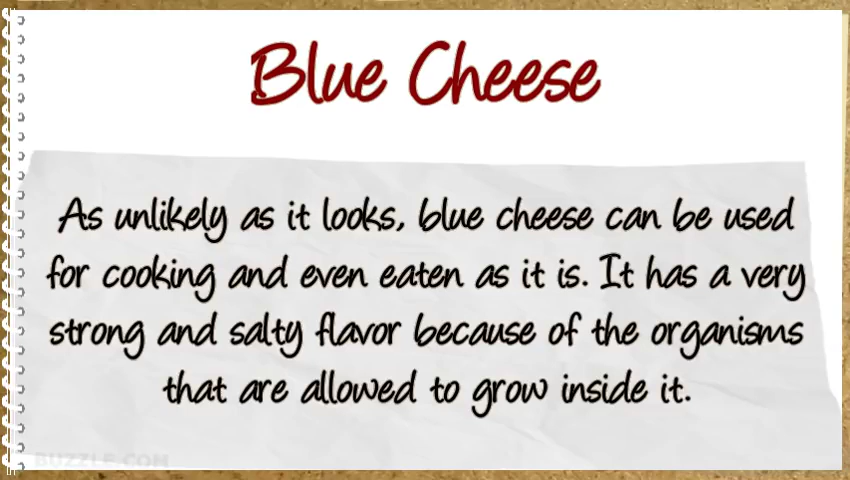 Blue Cheese
As unlikely as it looks, blue cheese can be used
for cooking and even eaten as it is. It has a very
strong and salty flavor because of the organisms
that are allowed to grow inside it.
BUZZLE.COM